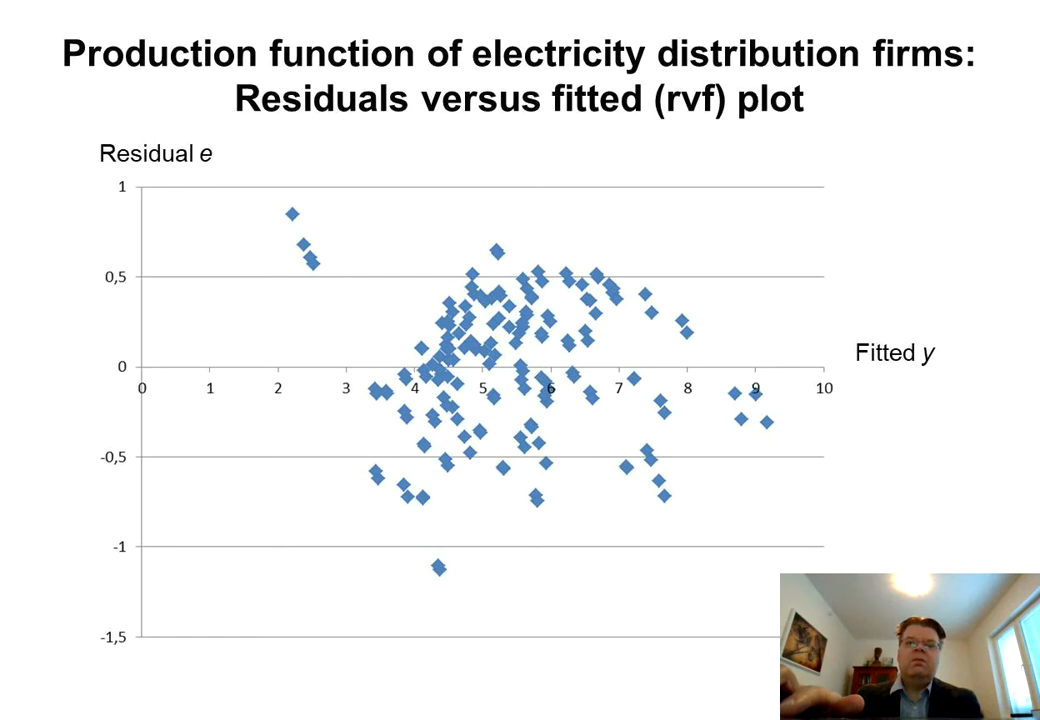 Production function of electricity distribution firms:
Residuals versus fitted (rvf) plot
Residual e
1
0,5
0
-0,5
-1
-1,5
0 1 2 3 4 5 6 7 8 9 10
Fitted y